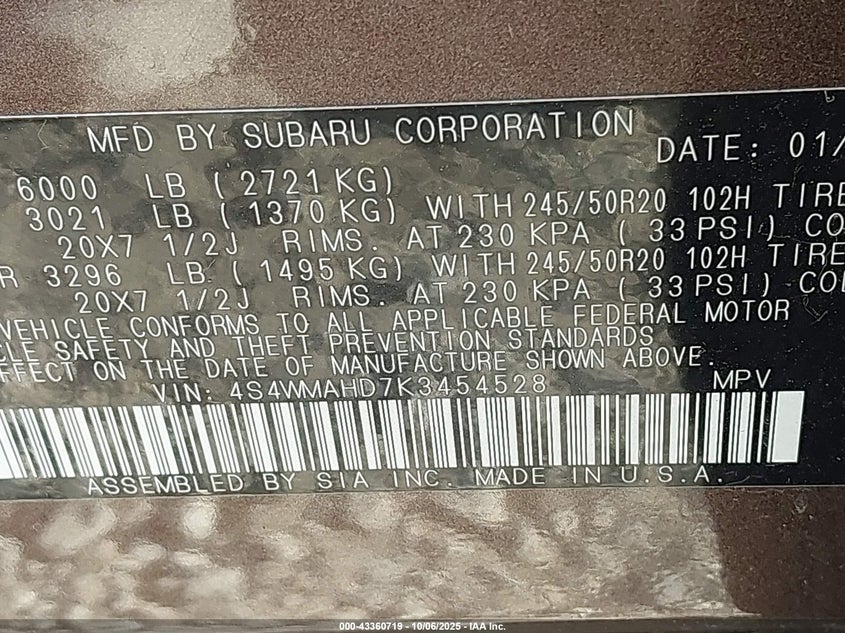 MFD BY SUBARU CORPORATION DATE: 01/
6000 LB ( 2721 KG)
3021 LB ( 1370 KG) WITH 245/50R20 102H TIRE
20X7 1/2J RIMS. AT 230 KPA ( 33 PSI) CO
R 3296 LB ( 1495 KG) WITH 245/50R20 102H TIRE
20X7 1/2J RIMS. AT 230 KPA ( 33 PSI) COL
VEHICLE CONFORMS TO ALL APPLICABLE FEDERAL MOTOR
CLE SAFETY AND THEFT PREVENTION STANDARDS
EFFECT ON THE DATE OF MANUFACTURE SHOWN ABOVE.
VIN: 4S4WMAHD7K3454528 MPV
ASSEMBLED BY SIA INC. MADE IN U.S.A.
000-43360719 - 10/06/2025 - IAA Inc.